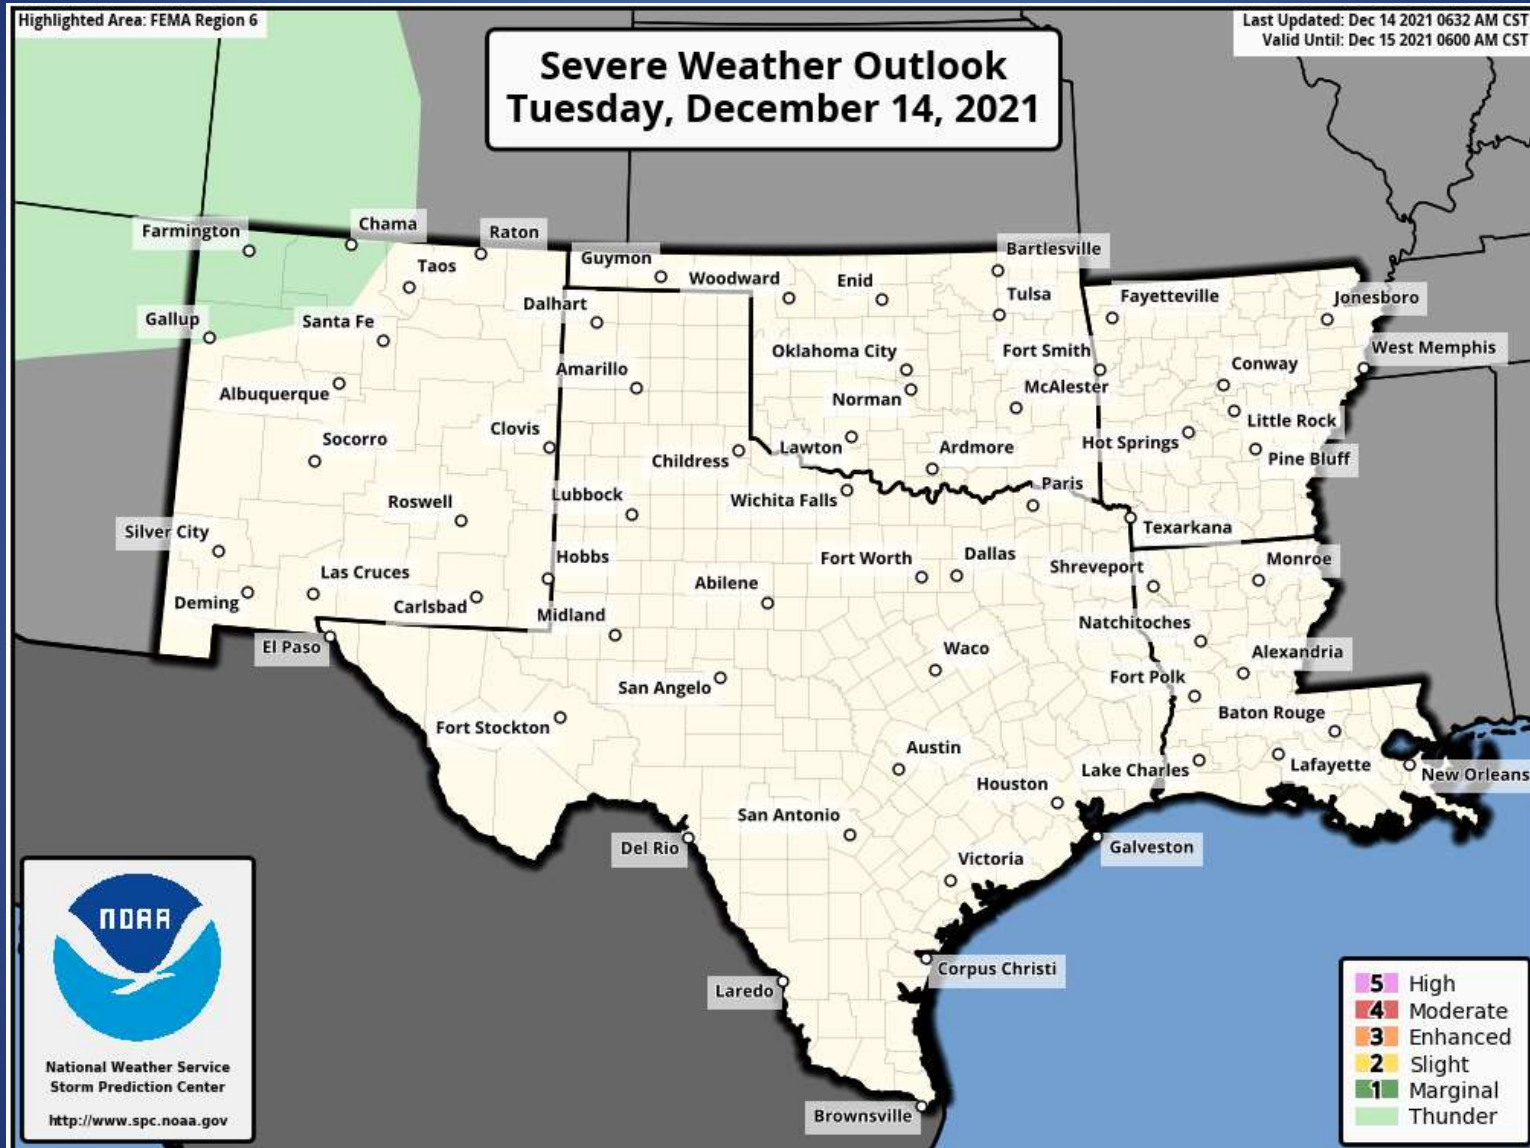 Highlighted Area: FEMA Region 6
Last Updated: Dec 14 2021 0632 AM CST
Valid Until: Dec 15 2021 0600 AM CST
Severe Weather Outlook
Tuesday, December 14, 2021
Farmington
Chama
Raton
Taos
Guymon
Woodward
Enid
Bartlesville
Tulsa
Fayetteville
Jonesboro
Gallup
Santa Fe
Dalhart
Oklahoma City
Fort Smith
West Memphis
Conway
Albuquerque
Amarillo
Norman
McAlester
Little Rock
Socorro
Clovis
Childress
Lawton
Ardmore
Hot Springs
Pine Bluff
Roswell
Lubbock
Wichita Falls
Paris
Texarkana
Silver City
Las Cruces
Hobbs
Abilene
Fort Worth
Dallas
Shreveport
Monroe
Deming
Carlsbad
Midland
Natchitoches
El Paso
San Angelo
Waco
Alexandria
Fort Polk
Fort Stockton
Baton Rouge
Austin
Houston
Lake Charles
Lafayette
New Orleans
San Antonio
Del Rio
Victoria
Galveston
Corpus Christi
Laredo
Brownsville
NOAA
National Weather Service
Storm Prediction Center
http://www.spc.noaa.gov
5 High
4 Moderate
3 Enhanced
2 Slight
1 Marginal
Thunder